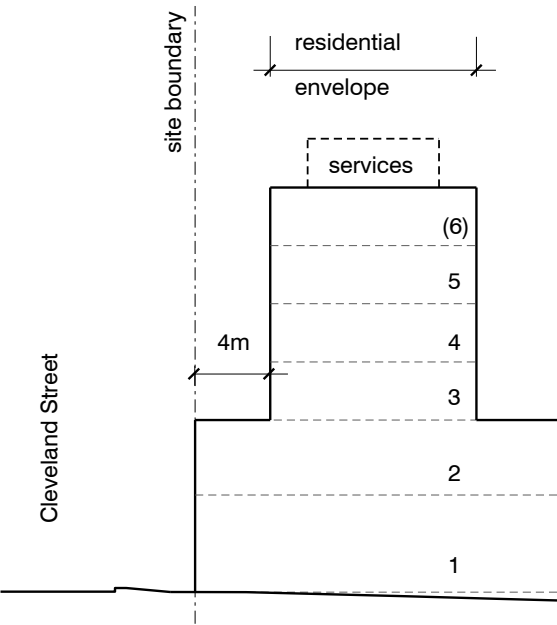 site boundary
residential
envelope
services
(6)
5
4m
4
3
Cleveland Street
2
1